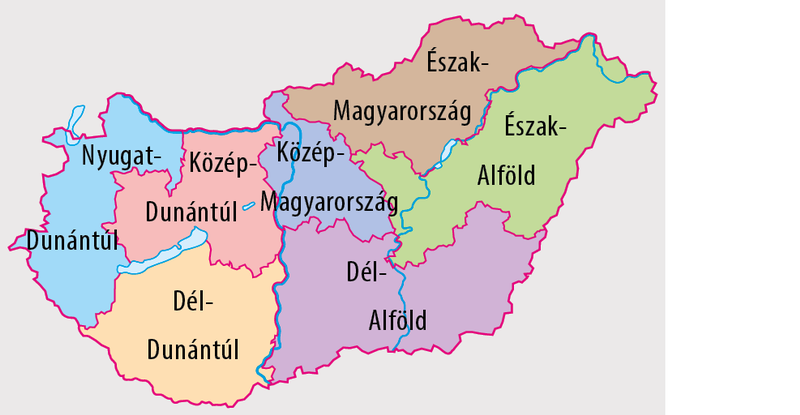 Észak-
Magyarország
Észak-
Alföld
Nyugat-
Dunántúl
Közép-
Dunántúl
Közép-
Magyarország
Dél-
Alföld
Dél-
Dunántúl